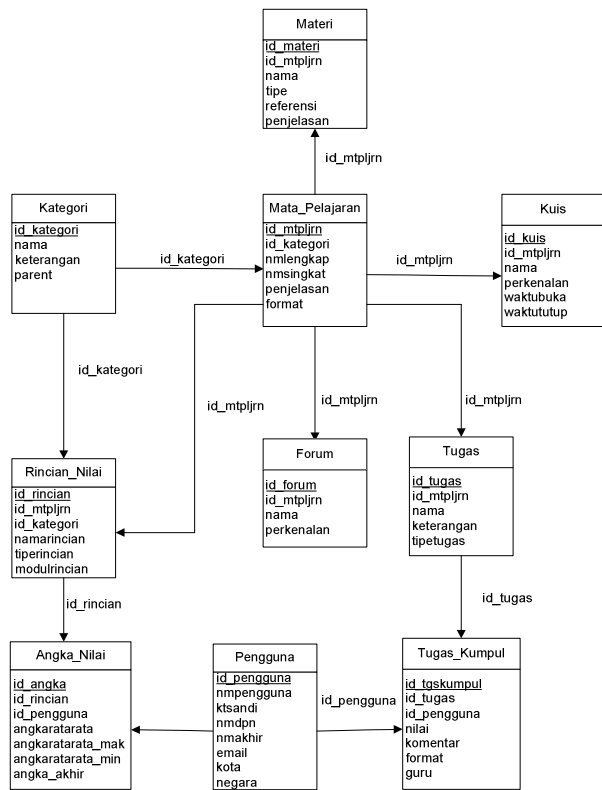 Materi
id_materi
id_mtpljrn
nama
tipe
referensi
penjelasan
id_mtpljrn
Kategori
id_kategori
nama
keterangan
parent
id_kategori
Mata_Pelajaran
id_mtpljrn
id_kategori
nmlengkap
nmsingkat
penjelasan
format
id_mtpljrn
Kuis
id_kuis
id_mtpljrn
nama
perkenalan
waktubuka
waktututup
id_kategori
id_mtpljrn
id_mtpljrn
id_mtpljrn
Rincian_Nilai
id_rincian
id_mtpljrn
id_kategori
namarincian
tiperincian
modulrincian
Forum
id_forum
id_mtpljrn
nama
perkenalan
Tugas
id_tugas
id_mtpljrn
nama
keterangan
tipetugas
id_rincian
id_tugas
Angka_Nilai
id_angka
id_rincian
id_pengguna
angkaratarata
angkaratarata_mak
angkaratarata_min
angka_akhir
Pengguna
id_pengguna
nmpengguna
ktsandi
nmdpn
nmakhir
email
kota
negara
id_pengguna
Tugas_Kumpul
id_tgskumpul
id_tugas
id_pengguna
nilai
komentar
format
guru